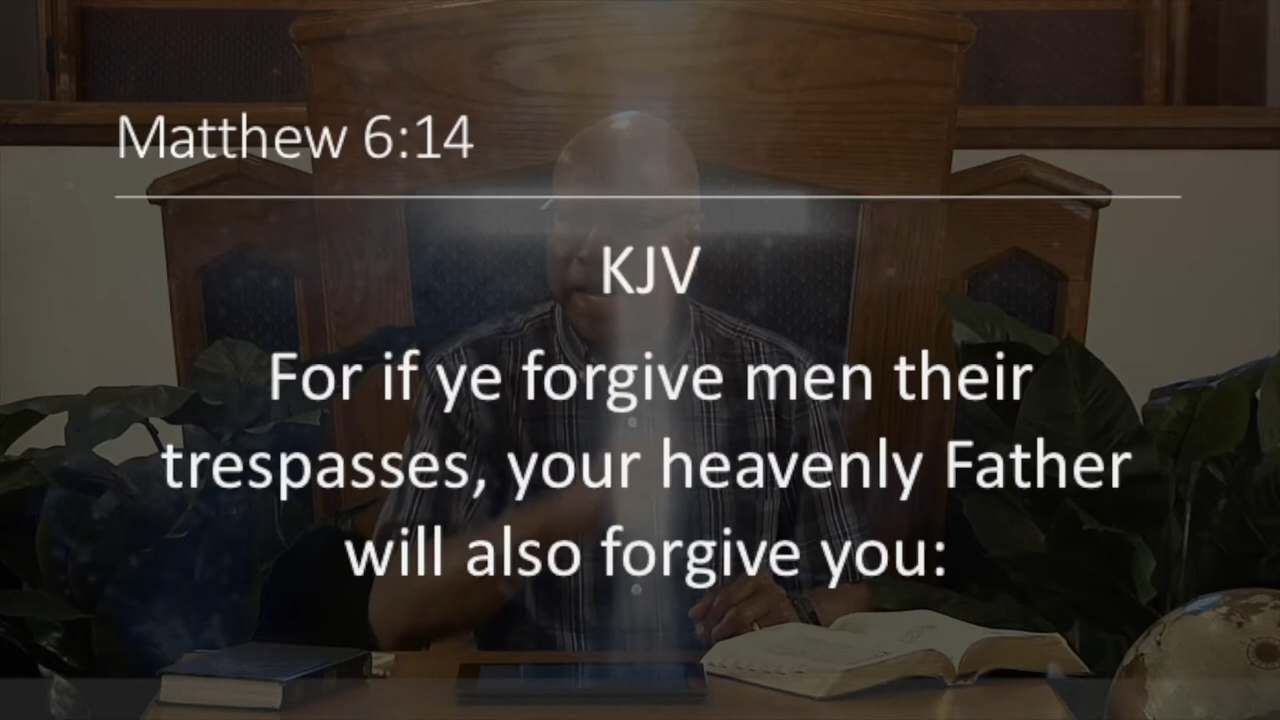 Matthew 6:14
KJV
For if ye forgive men their
trespasses, your heavenly Father
will also forgive you: